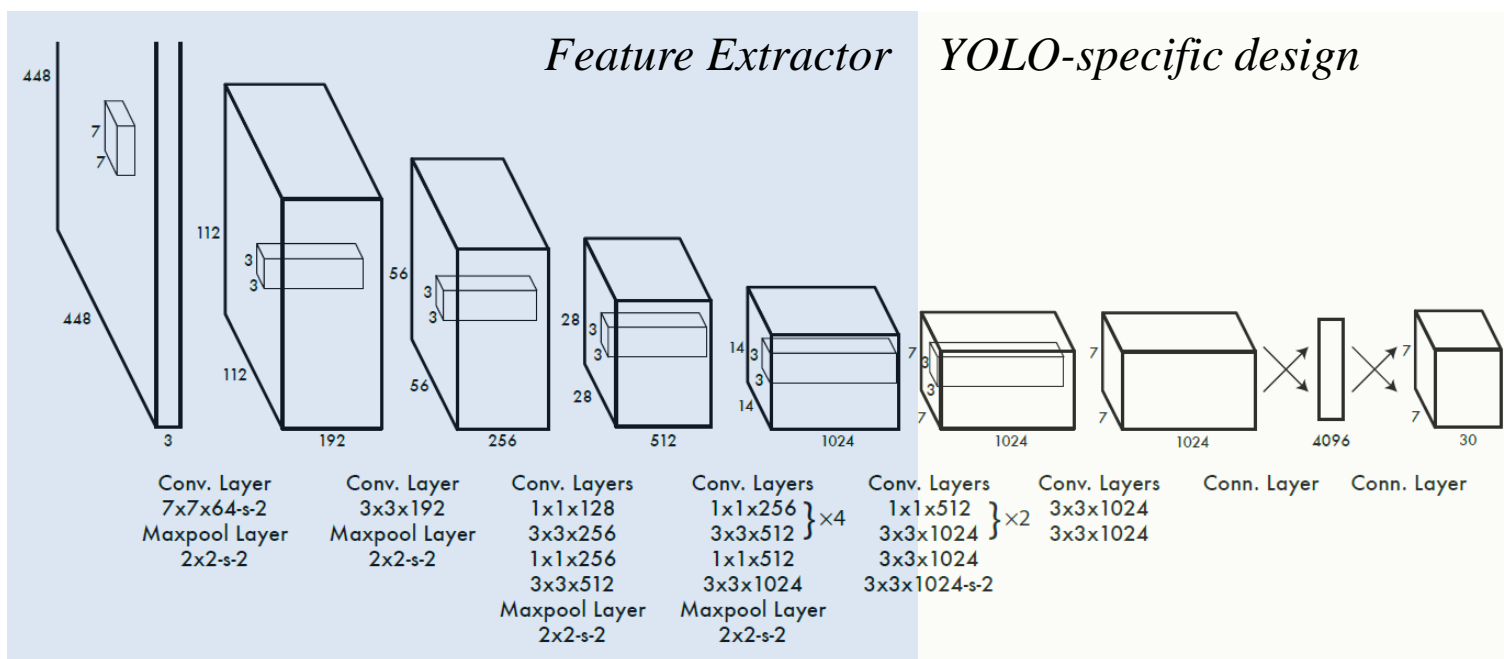 Feature Extractor
YOLO-specific design
448
7
7
448
3
112
3
3
112
192
56
3
3
56
256
28
3
3
28
512
14
3
3
14
1024
7
3
3
7
1024
7
7
1024
4096
7
7
30
Conv. Layer
7x7x64-s-2
Maxpool Layer
2x2-s-2
Conv. Layer
3x3x192
Maxpool Layer
2x2-s-2
Conv. Layers
1x1x128
3x3x256
1x1x256
3x3x512
Maxpool Layer
2x2-s-2
Conv. Layers
1x1x256
3x3x512 } ×4
1x1x512
3x3x1024
Maxpool Layer
2x2-s-2
Conv. Layers
1x1x512
3x3x1024 } ×2
3x3x1024
3x3x1024-s-2
Conv. Layers
3x3x1024
3x3x1024
Conn. Layer
Conn. Layer